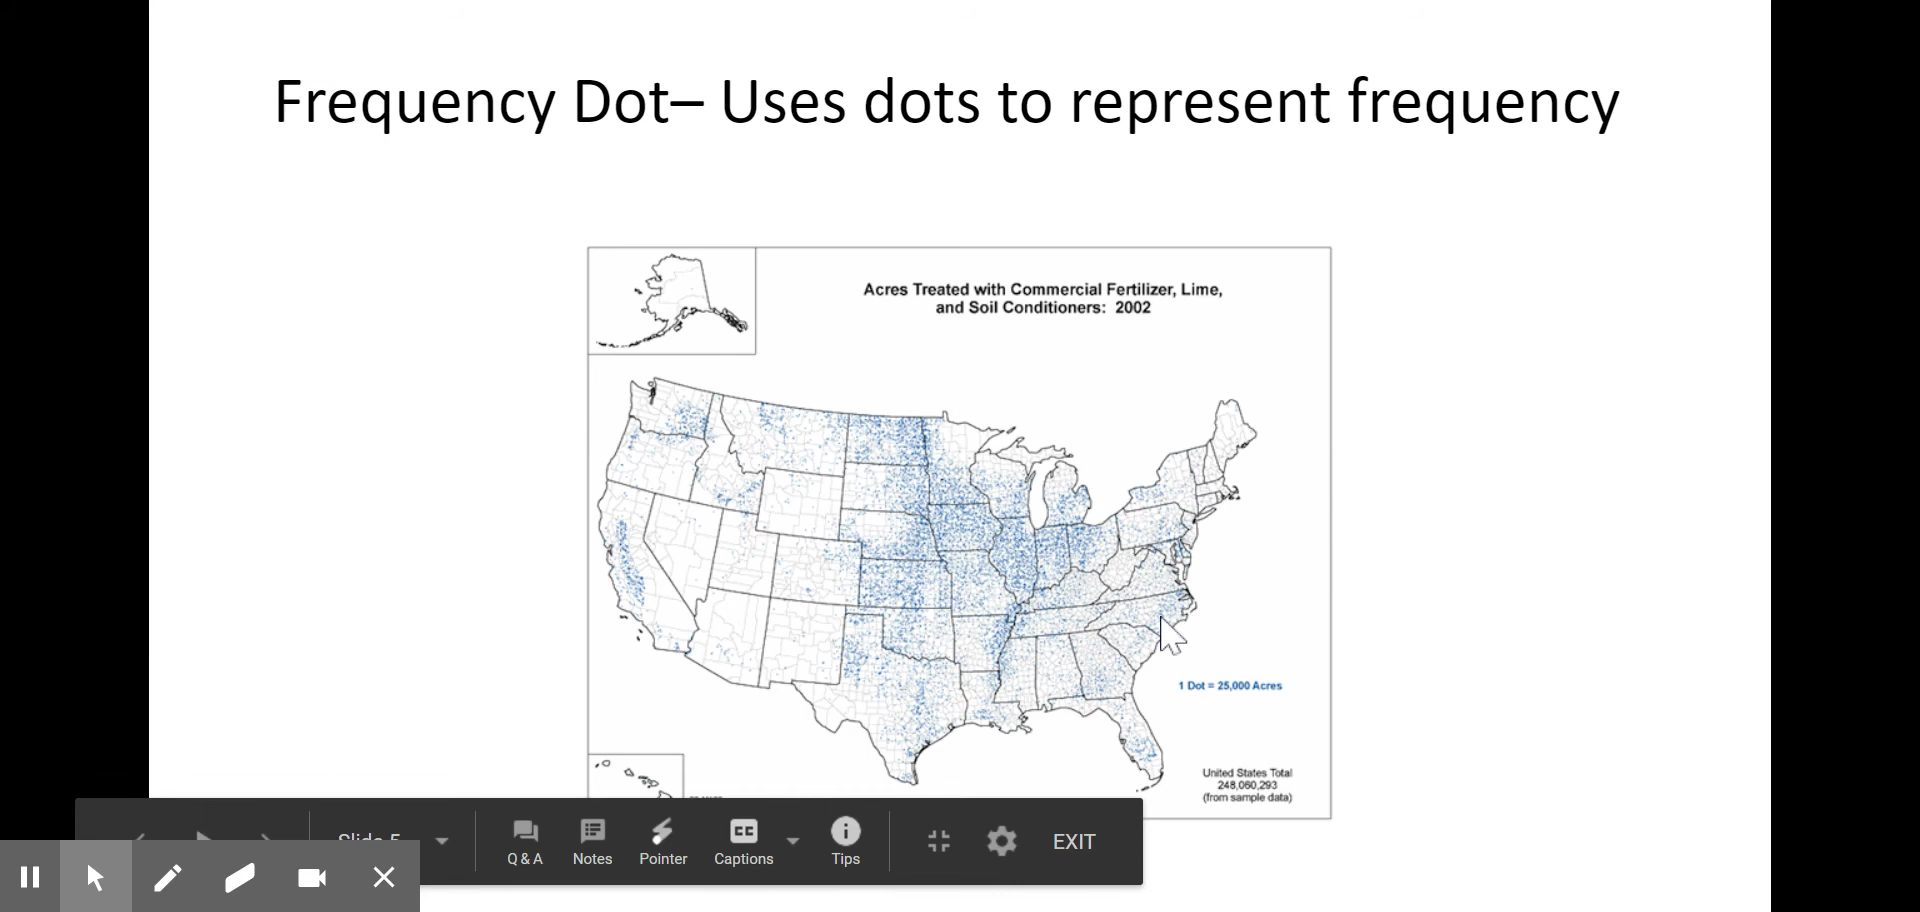 Frequency Dot– Uses dots to represent frequency
Acres Treated with Commercial Fertilizer, Lime,
and Soil Conditioners: 2002
1 Dot = 25,000 Acres
United States Total
248,060,293
(from sample data)
Slide 5
Q & A
Notes
Pointer
CC
Captions
Tips
EXIT